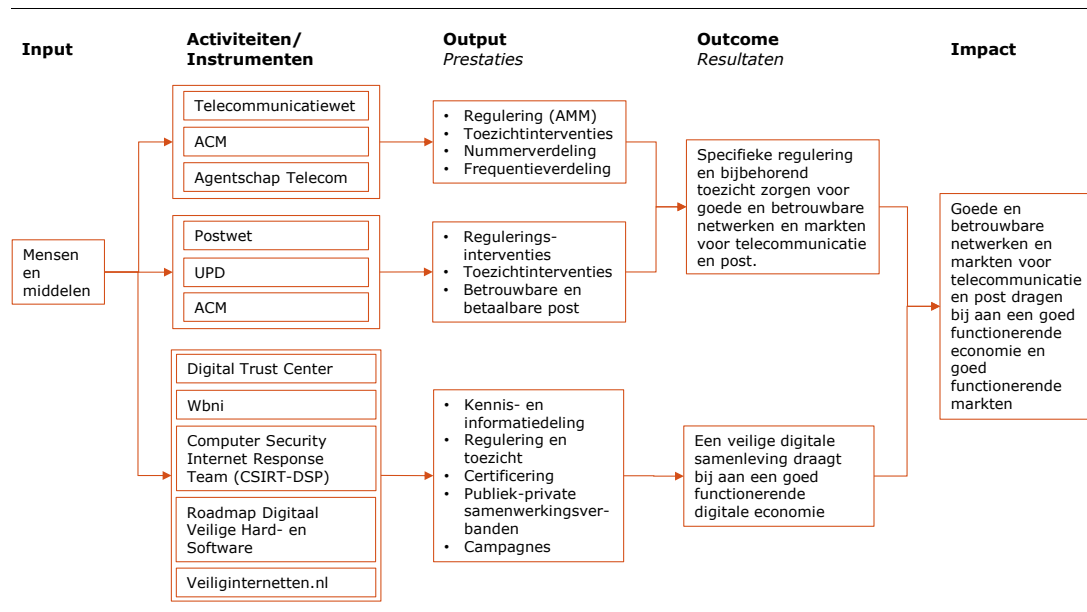 Input
Activiteiten/
Instrumenten
Output
Prestaties
Outcome
Resultaten
Impact
Mensen
en
middelen
Telecommunicatiewet
ACM
Agentschap Telecom
Postwet
UPD
ACM
Digital Trust Center
Wbni
Computer Security
Internet Response
Team (CSIRT-DSP)
Roadmap Digitaal
Veilige Hard- en
Software
Veiliginternetten.nl
• Regulering (AMM)
• Toezichtinterventies
• Nummerverdeling
• Frequentieverdeling
• Regulerings-
interventies
• Toezichtinterventies
• Betrouwbare en
betaalbare post
• Kennis- en
informatiedeling
• Regulering en
toezicht
• Certificering
• Publiek-private
samenwerkingsver-
banden
• Campagnes
Specifieke regulering
en bijbehorend
toezicht zorgen voor
goede en betrouwbare
netwerken en markten
voor telecommunicatie
en post.
Een veilige digitale
samenleving draagt
bij aan een goed
functionerende
digitale economie
Goede en
betrouwbare
netwerken en
markten voor
telecommunicatie
en post dragen
bij aan een goed
functionerende
economie en
goed
functionerende
markten